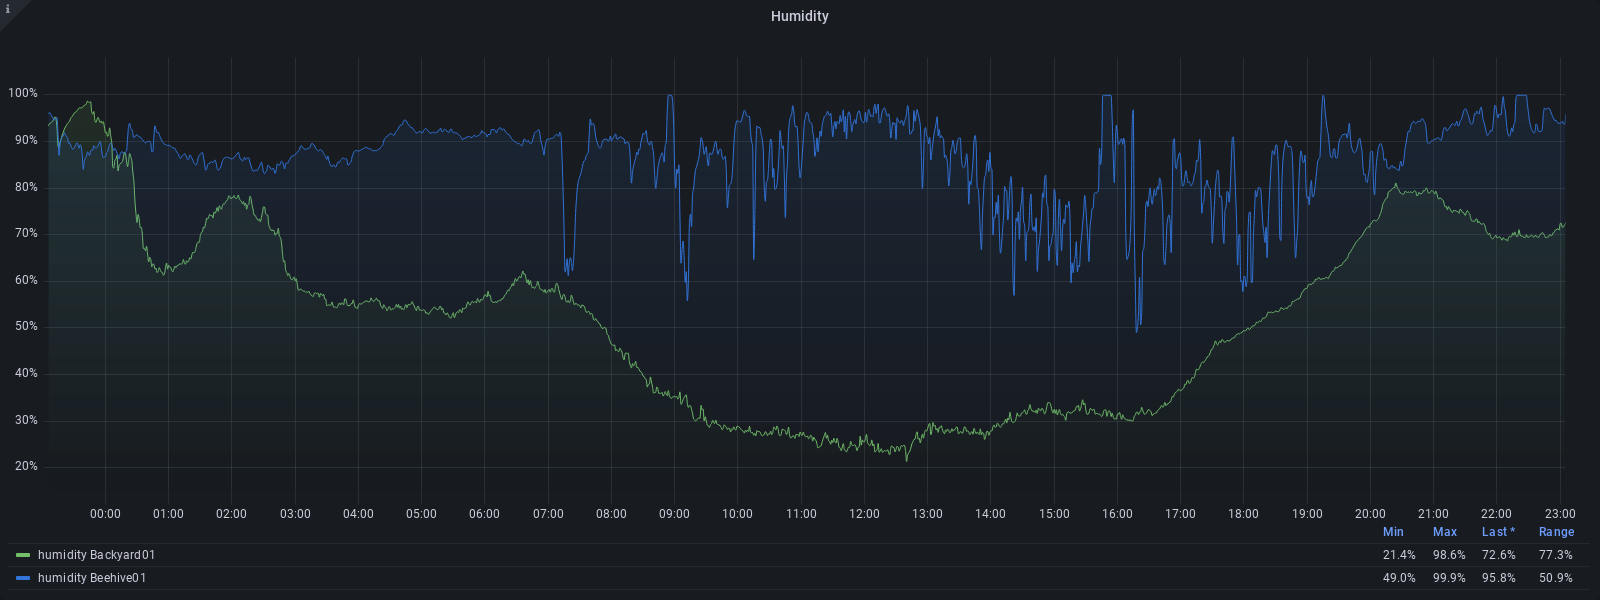 i
Humidity
100%
90%
80%
70%
60%
50%
40%
30%
20%
00:00 01:00 02:00 03:00 04:00 05:00 06:00 07:00 08:00 09:00 10:00 11:00 12:00 13:00 14:00 15:00 16:00 17:00 18:00 19:00 20:00 21:00 22:00 23:00
Min Max Last * Range
humidity Backyard01 21.4% 98.6% 72.6% 77.3%
humidity Beehive01 49.0% 99.9% 95.8% 50.9%